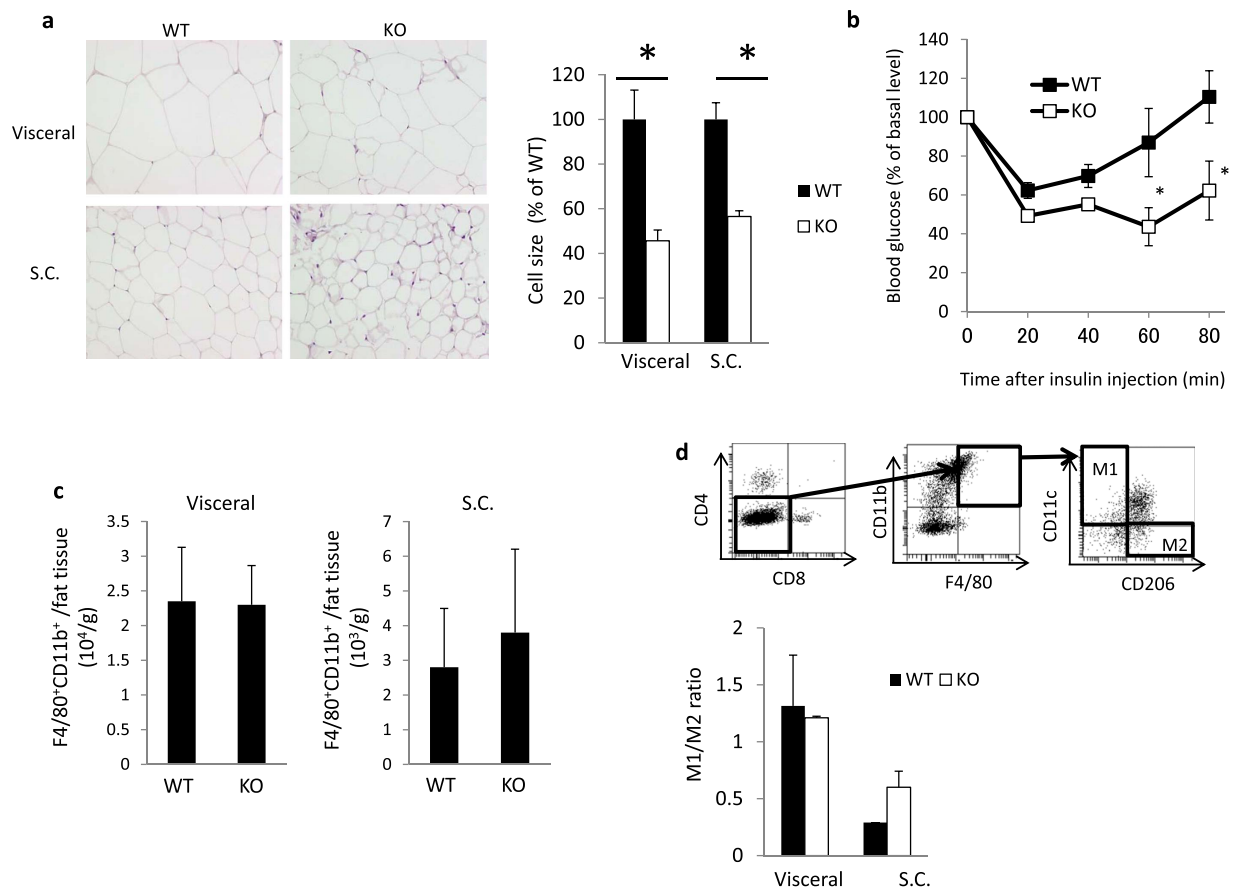 a
WT
KO
Visceral
S.C.
*
*
120
100
80
60
40
20
0
Cell size (% of WT)
Visceral
S.C.
WT
KO
b
140
120
100
80
60
40
20
0
Blood glucose (% of basal level)
WT
KO
*
*
0 20 40 60 80
Time after insulin injection (min)
c
Visceral
3.5
3
2.5
2
1.5
1
0.5
0
F4/80⁺CD11b⁺ /fat tissue
(10⁴/g)
WT KO
S.C.
7
6
5
4
3
2
1
0
F4/80⁺CD11b⁺ /fat tissue
(10³/g)
WT KO
d
CD4
CD8
CD11b
F4/80
CD11c
M1
M2
CD206
2
1.5
1
0.5
0
M1/M2 ratio
WT KO
Visceral S.C.